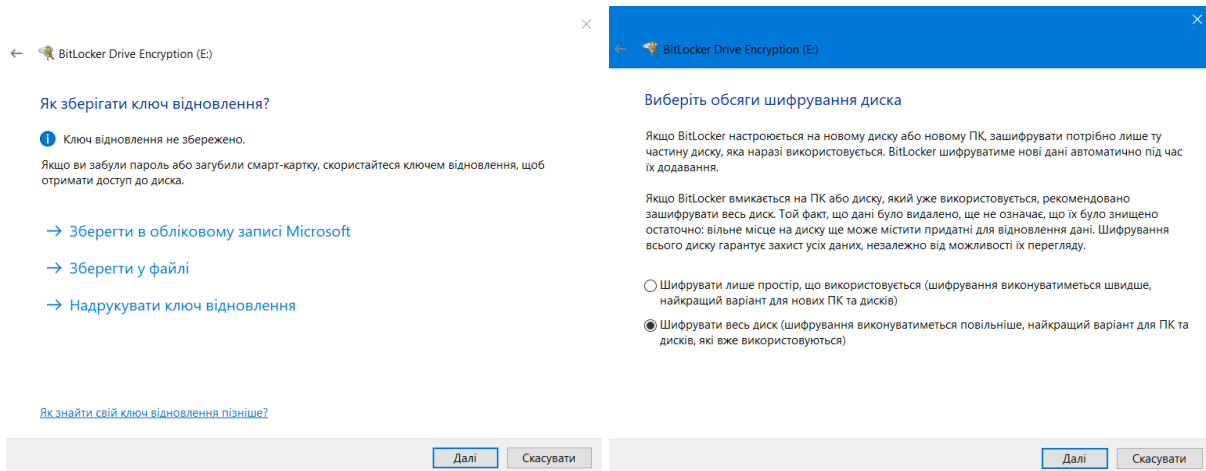 BitLocker Drive Encryption (E:)
Як зберігати ключ відновлення?
Ключ відновлення не збережено.
Якщо ви забули пароль або загубили смарт-картку, скористайтеся ключем відновлення, щоб
отримати доступ до диска.
Зберегти в обліковому записі Microsoft
Зберегти у файлі
Надрукувати ключ відновлення
Як знайти свій ключ відновлення пізніше?
Далі
Скасувати
BitLocker Drive Encryption (E:)
Виберіть обсяги шифрування диска
Якщо BitLocker настроюється на новому диску або новому ПК, зашифрувати потрібно лише ту
частину диску, яка наразі використовується. BitLocker шифруватиме нові дані автоматично під час
їх додавання.
Якщо BitLocker вмикається на ПК або диску, який уже використовується, рекомендовано
зашифрувати весь диск. Той факт, що дані було видалено, ще не означає, що їх було знищено
остаточно: вільне місце на диску ще може містити придатні для відновлення дані. Шифрування
всього диску гарантує захист усіх даних, незалежно від можливості їх перегляду.
Шифрувати лише простір, що використовується (шифрування виконуватиметься швидше,
найкращий варіант для нових ПК та дисків)
Шифрувати весь диск (шифрування виконуватиметься повільніше, найкращий варіант для ПК та
дисків, які вже використовуються)
Далі
Скасувати